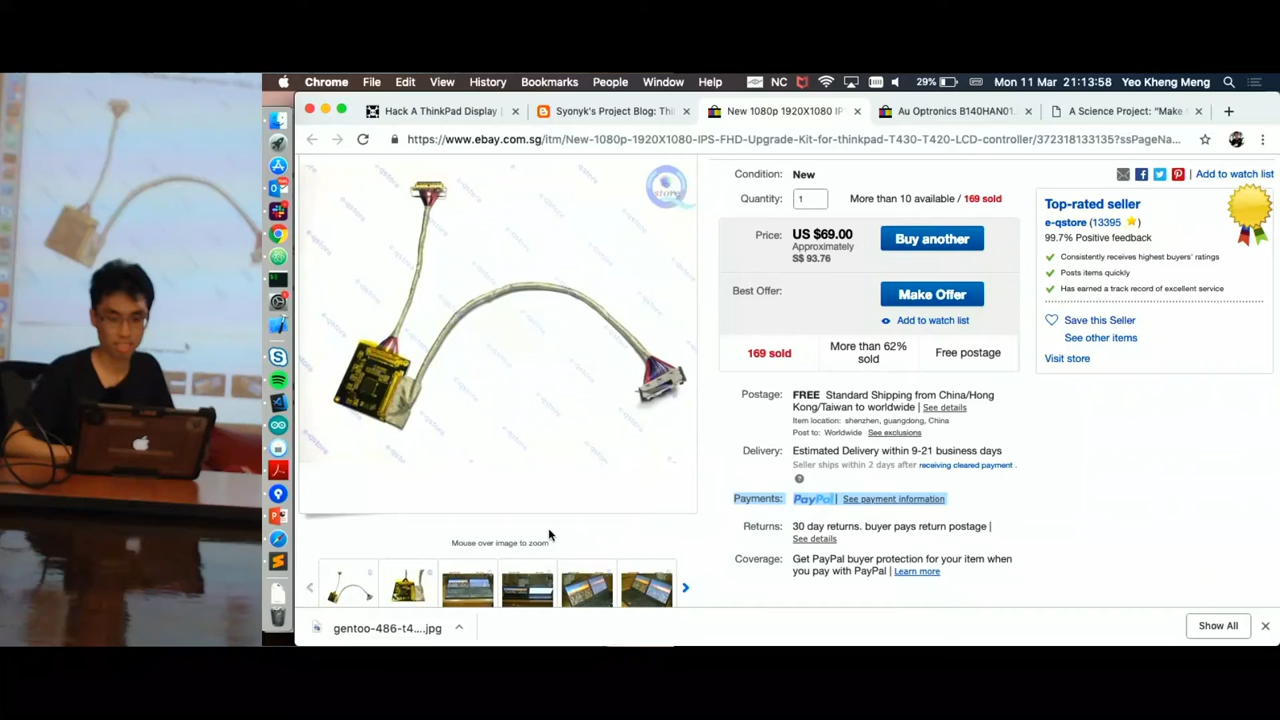 Chrome File Edit View History Bookmarks People Window Help NC 29% Mon 11 Mar 21:13:58 Yeo Kheng Meng
Hack A ThinkPad Display
Syonyk's Project Blog: Thi
New 1080p 1920X1080 IP
Au Optronics B140HAN01.
A Science Project: "Make
https://www.ebay.com.sg/itm/New-1080p-1920X1080-IPS-FHD-Upgrade-Kit-for-thinkpad-T430-T420-LCD-controller/372318133135?ssPageNa...
Condition: New
Add to watch list
Quantity: 1 More than 10 available / 169 sold
Price: US $69.00
Approximately
S$ 93.76
Buy another
Best Offer:
Make Offer
Add to watch list
169 sold
More than 62% sold
Free postage
Postage: FREE Standard Shipping from China/Hong
Kong/Taiwan to worldwide | See details
Item location: shenzhen, guangdong, China
Post to: Worldwide See exclusions
Delivery: Estimated Delivery within 9-21 business days
Seller ships within 2 days after receiving cleared payment.
Payments: PayPal | See payment information
Returns: 30 day returns. buyer pays return postage |
See details
Coverage: Get PayPal buyer protection for your item when
you pay with PayPal | Learn more
Top-rated seller
e-qstore (13395)
99.7% Positive feedback
Consistently receives highest buyers' ratings
Posts items quickly
Has earned a track record of excellent service
Save this Seller
See other items
Visit store
Mouse over image to zoom
gentoo-486-t4....jpg
Show All